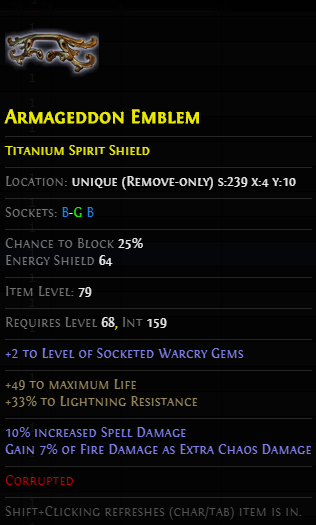 Armageddon Emblem
Titanium Spirit Shield
Location: unique (Remove-only) s:239 x:4 y:10
Sockets: B-G B
Chance to Block 25%
Energy Shield 64
Item Level: 79
Requires Level 68, Int 159
+2 to Level of Socketed Warcry Gems
+49 to maximum Life
+33% to Lightning Resistance
10% increased Spell Damage
Gain 7% of Fire Damage as Extra Chaos Damage
Corrupted
Shift+Clicking refreshes (char/tab) item is in.